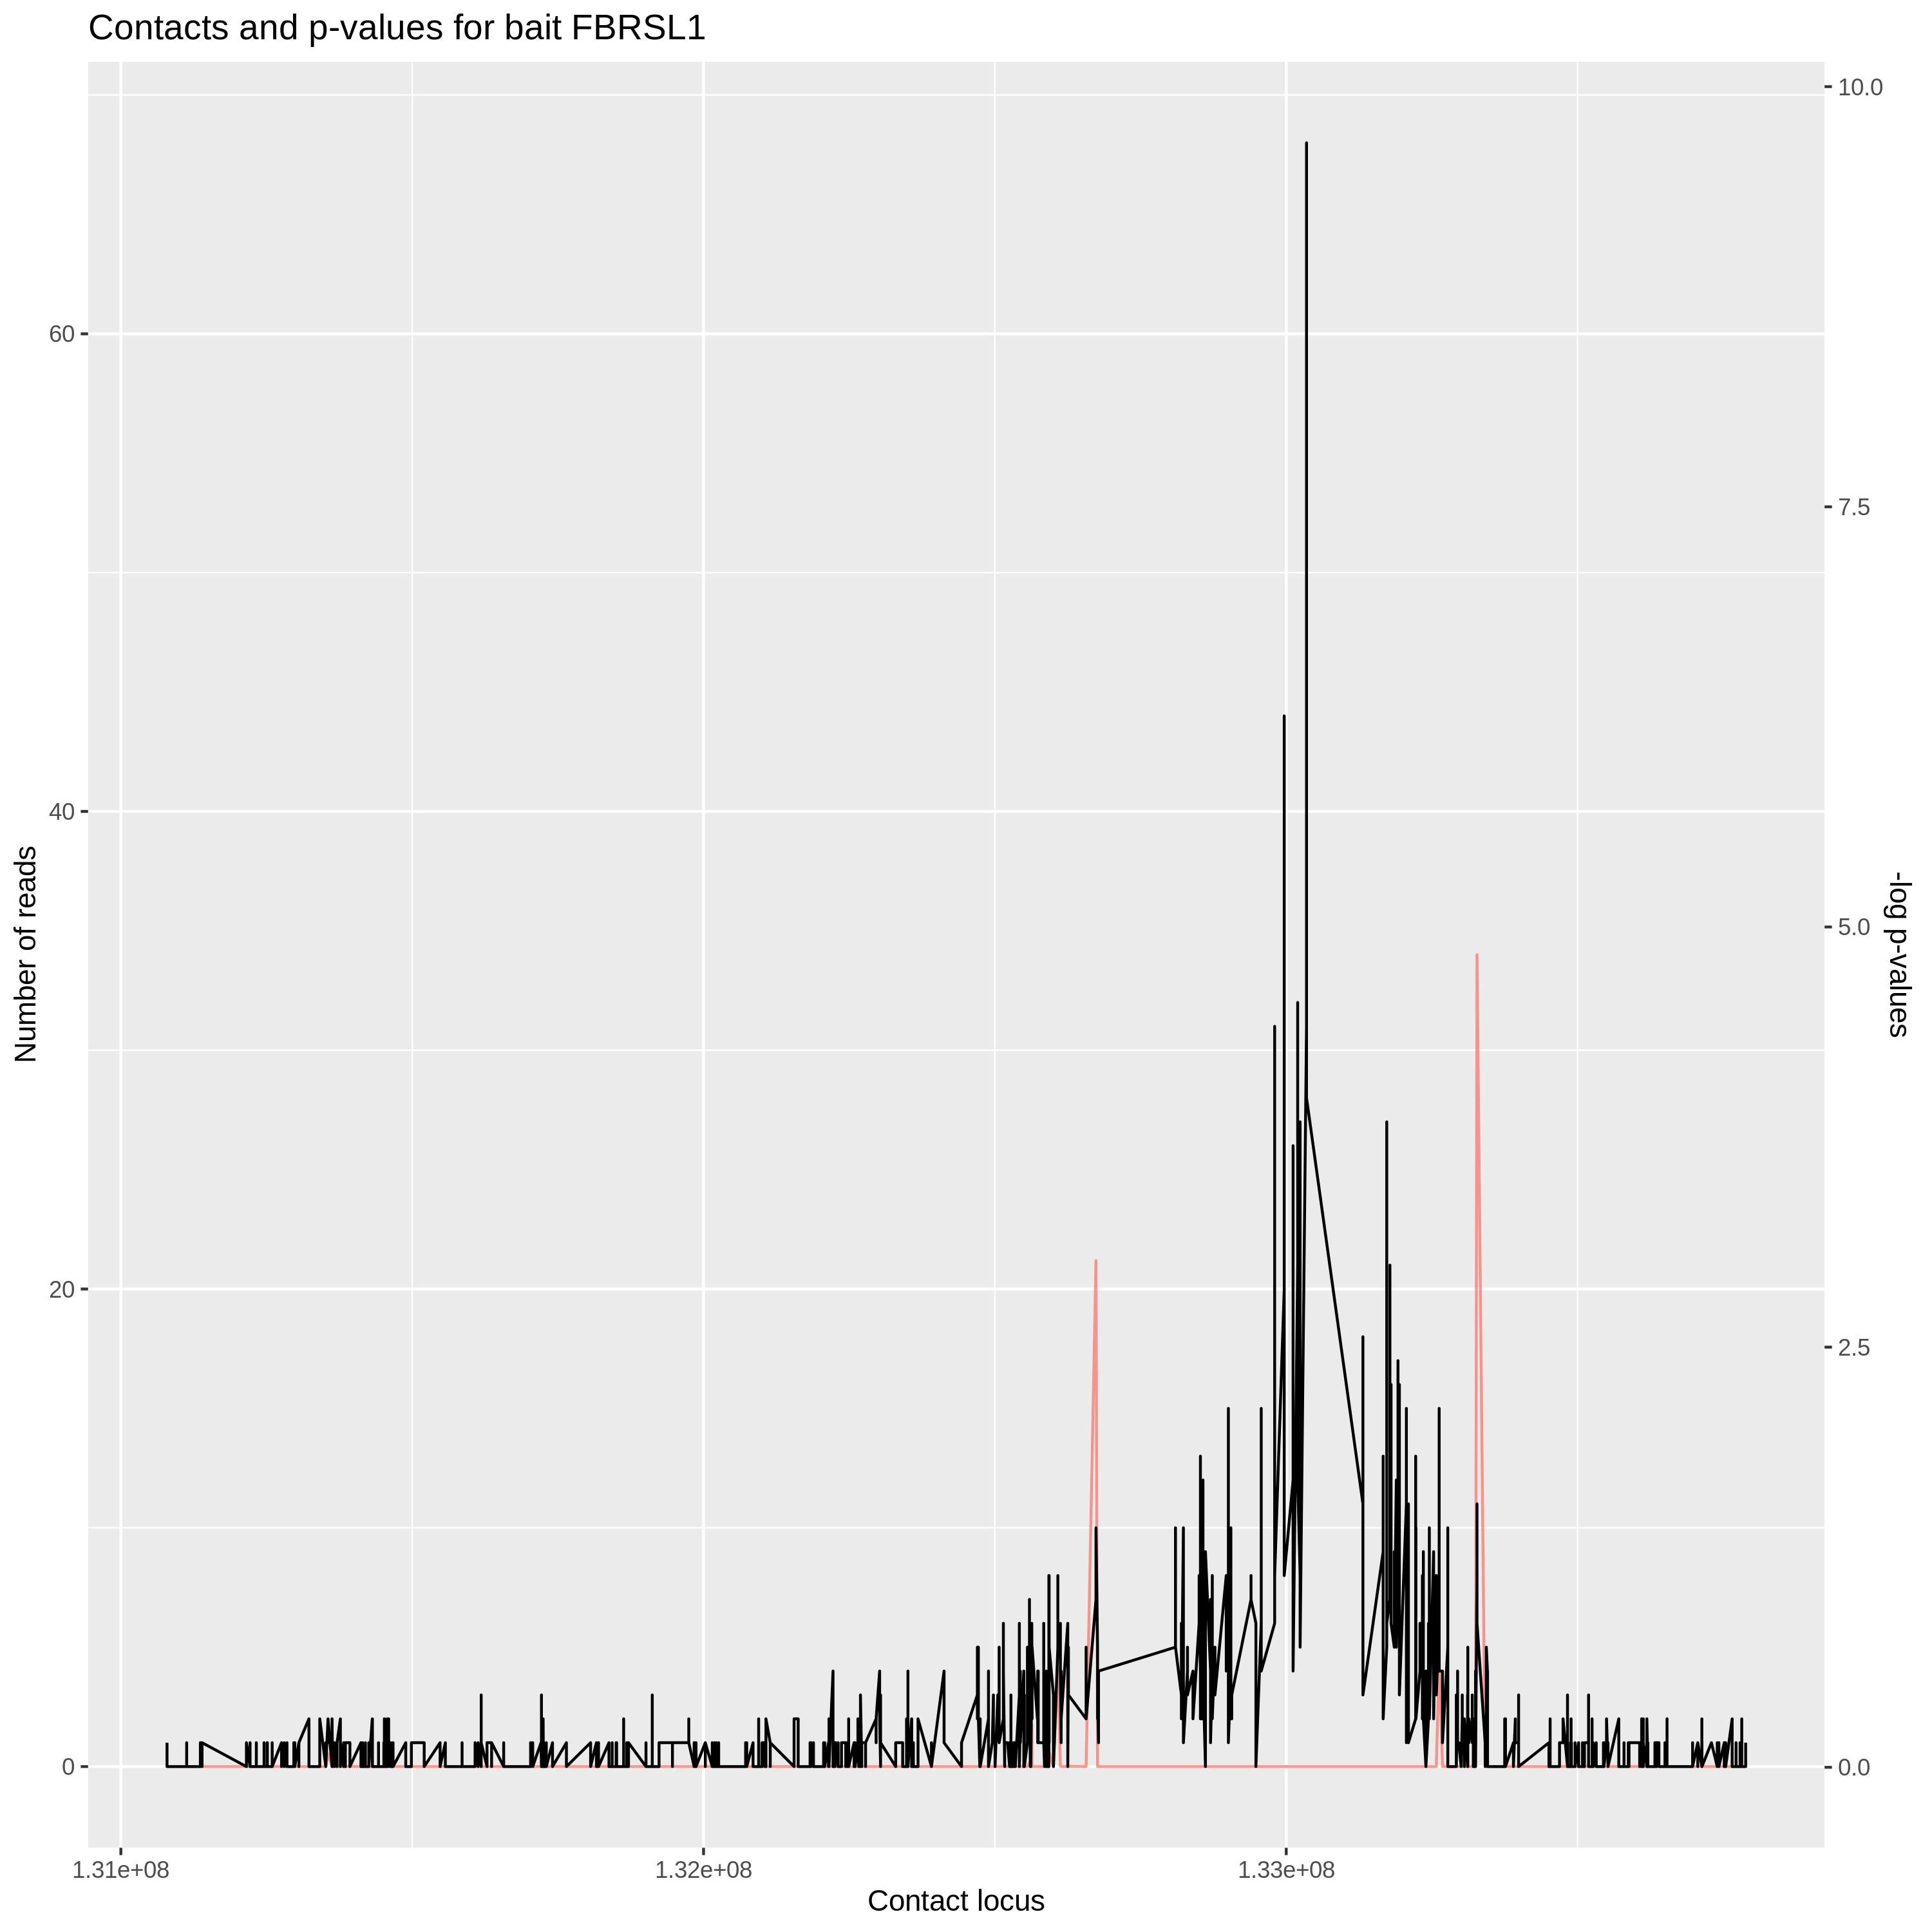 Contacts and p-values for bait FBRSL1
10.0
60
7.5
40
Number of reads
5.0
-log p-values
20
2.5
0
0.0
1.31e+08
1.32e+08
1.33e+08
Contact locus